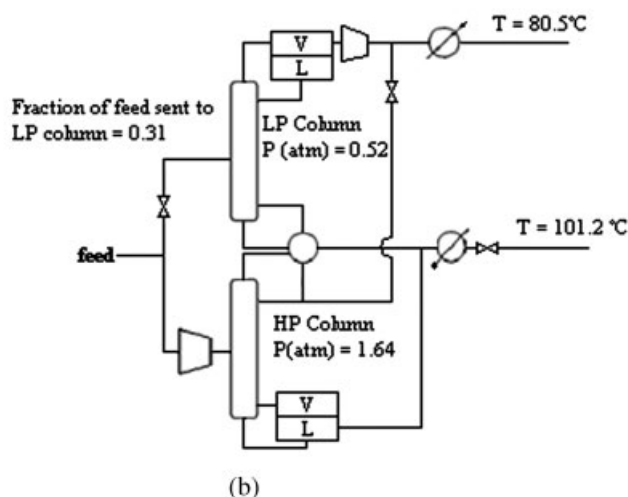 T = 80.5℃
V
L
Fraction of feed sent to
LP column = 0.31
LP Column
P (atm) = 0.52
feed
T = 101.2 ℃
HP Column
P(atm) = 1.64
V
L
(b)